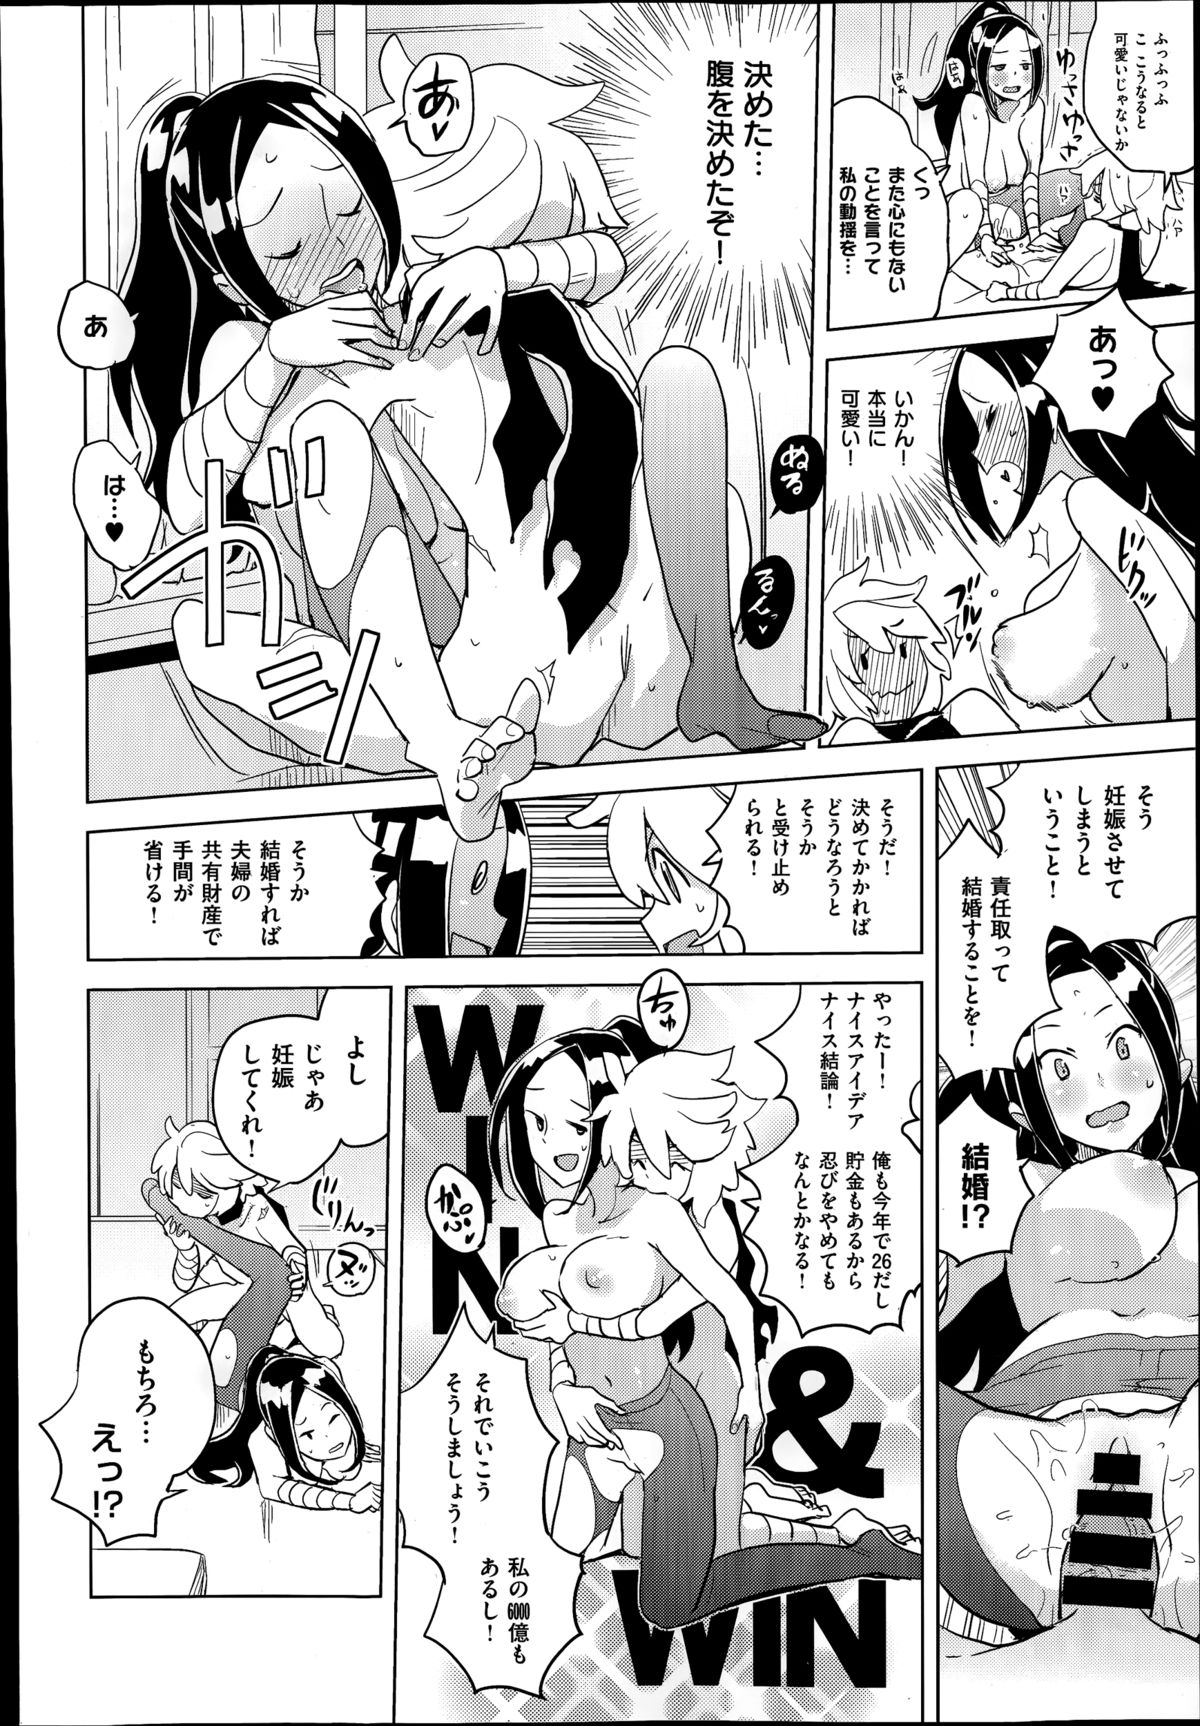 ふっふっふ
こ こうなると
可愛いじゃないか
ゆっさゆっさ
はぁ
はぁ
ハァ
ハァ
くっ
また心にもない
ことを言って
私の動揺を…
あっ♥
いかん！
本当に
可愛い！
ビクッ
決めた…
腹を決めたぞ！
あ♥
あ
は…♥
ガシ
ぬる
るんっ♥
そう
妊娠させて
しまうと
いうこと！
責任取って
結婚することを！
結婚!?
そうだ！
決めてかかれば
どうなろうと
そうか
と受け止め
られる！
そうか
結婚すれば
夫婦の
共有財産で
手間が
省ける！
やったー！
ナイスアイデア
ナイス結論！
俺も今年で26だし
貯金もあるから
忍びをやめても
なんとかなる！
ちゅ
かぷっ♥
WIN
&
WIN
それでいこう
そうしましょう！
私の6000億も
あるし！
よし
じゃあ
妊娠
してくれ！
ごりんっ
ヌッ
もちろ…
えっ!?